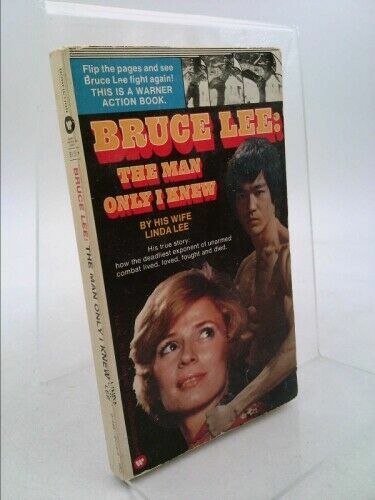 Flip the pages and see
Bruce Lee fight again!
THIS IS A WARNER
ACTION BOOK.
BRUCE LEE:
THE MAN
ONLY I KNEW
BY HIS WIFE
LINDA LEE
His true story:
how the deadliest exponent of unarmed
combat lived, loved, fought and died.
BRUCE LEE: THE MAN ONLY I KNEW